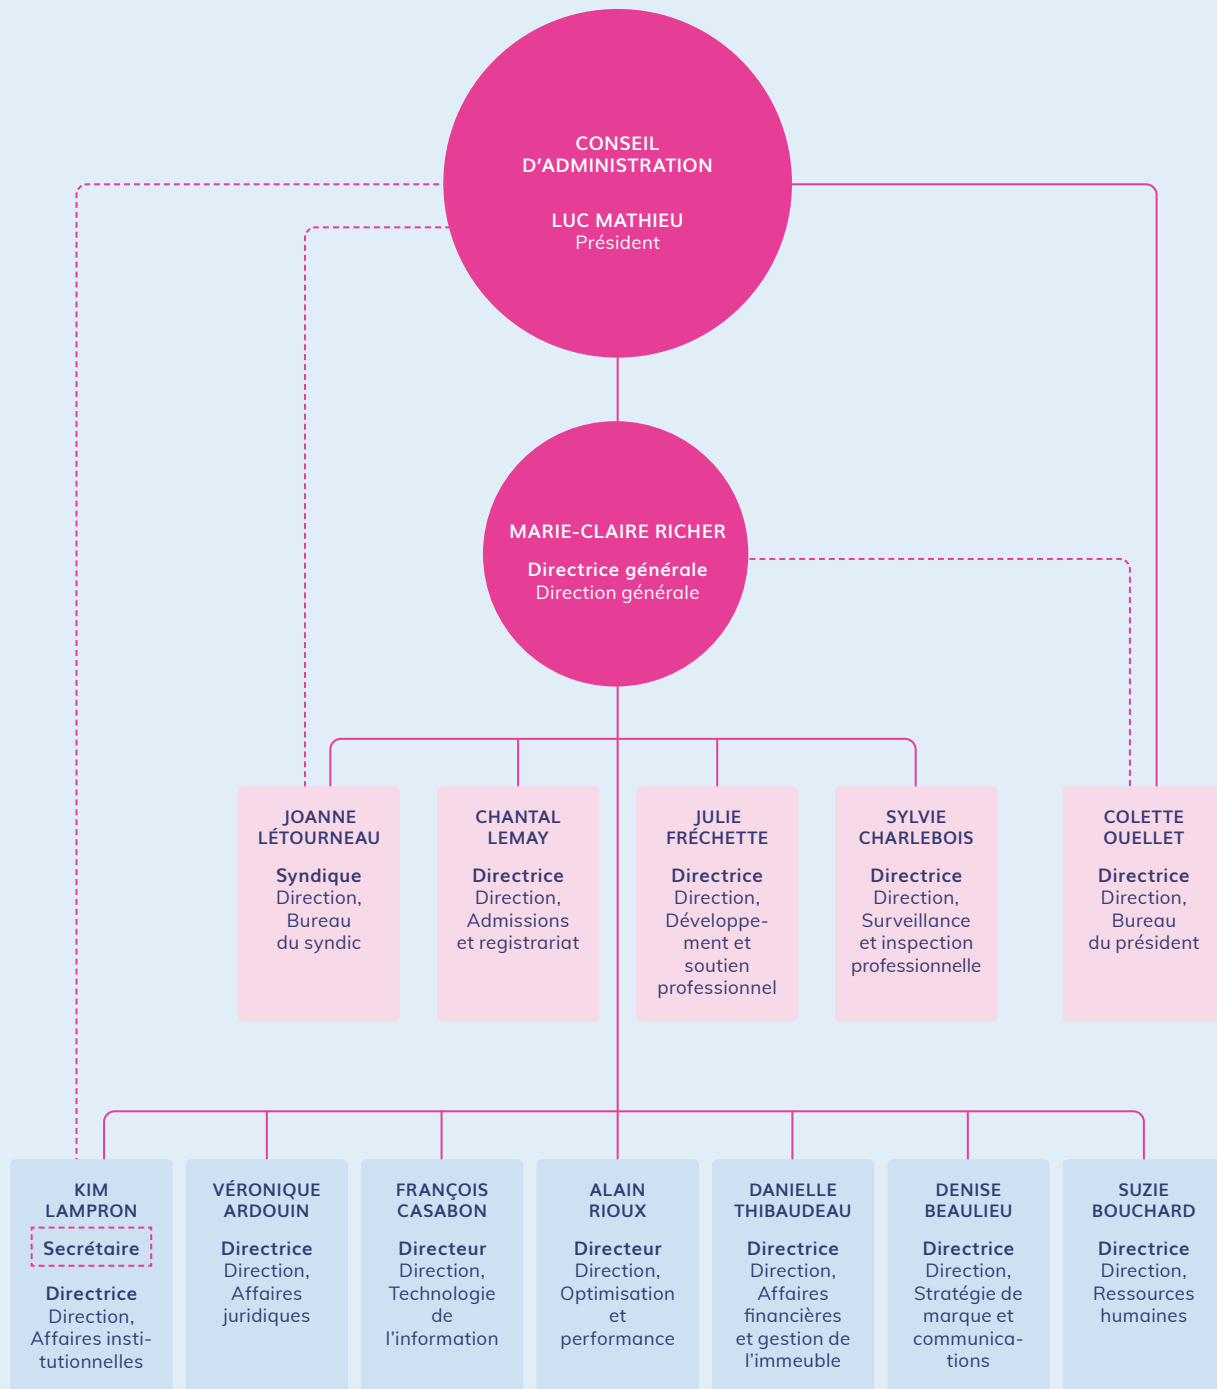 CONSEIL
D’ADMINISTRATION
LUC MATHIEU
Président
MARIE-CLAIRE RICHER
Directrice générale
Direction générale
JOANNE
LÉTOURNEAU
Syndique
Direction,
Bureau
du syndic
CHANTAL
LEMAY
Directrice
Direction,
Admissions
et registrariat
JULIE
FRÉCHETTE
Directrice
Direction,
Développe-
ment et
soutien
professionnel
SYLVIE
CHARLEBOIS
Directrice
Direction,
Surveillance
et inspection
professionnelle
COLETTE
OUELLET
Directrice
Direction,
Bureau
du président
KIM
LAMPRON
Secrétaire
Directrice
Direction,
Affaires insti-
tutionnelles
VÉRONIQUE
ARDOUIN
Directrice
Direction,
Affaires
juridiques
FRANÇOIS
CASABON
Directeur
Direction,
Technologie
de
l’information
ALAIN
RIOUX
Directeur
Direction,
Optimisation
et
performance
DANIELLE
THIBAUDEAU
Directrice
Direction,
Affaires
financières
et gestion de
l’immeuble
DENISE
BEAULIEU
Directrice
Direction,
Stratégie de
marque et
communica-
tions
SUZIE
BOUCHARD
Directrice
Direction,
Ressources
humaines